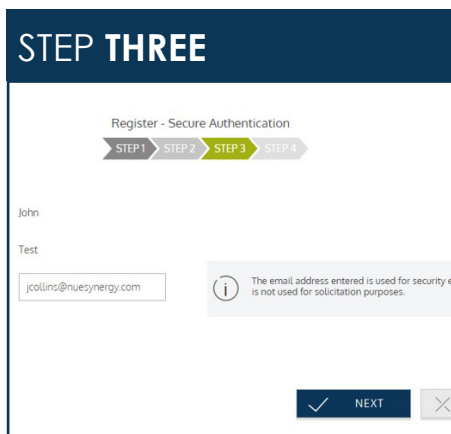 STEP THREE
Register - Secure Authentication
STEP 1 STEP 2 STEP 3 STEP 4
John
Test
jcollins@nuesynergy.com
The email address entered is used for security e
is not used for solicitation purposes.
NEXT